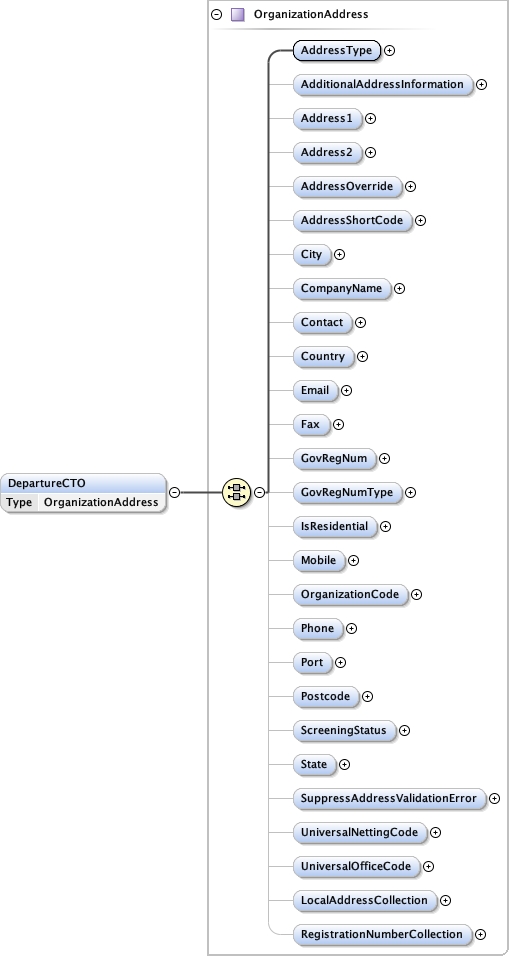 OrganizationAddress
AddressType
AdditionalAddressInformation
Address1
Address2
AddressOverride
AddressShortCode
City
CompanyName
Contact
Country
Email
Fax
GovRegNum
GovRegNumType
IsResidential
Mobile
OrganizationCode
Phone
Port
Postcode
ScreeningStatus
State
SuppressAddressValidationError
UniversalNettingCode
UniversalOfficeCode
LocalAddressCollection
RegistrationNumberCollection
DepartureCTO
Type OrganizationAddress